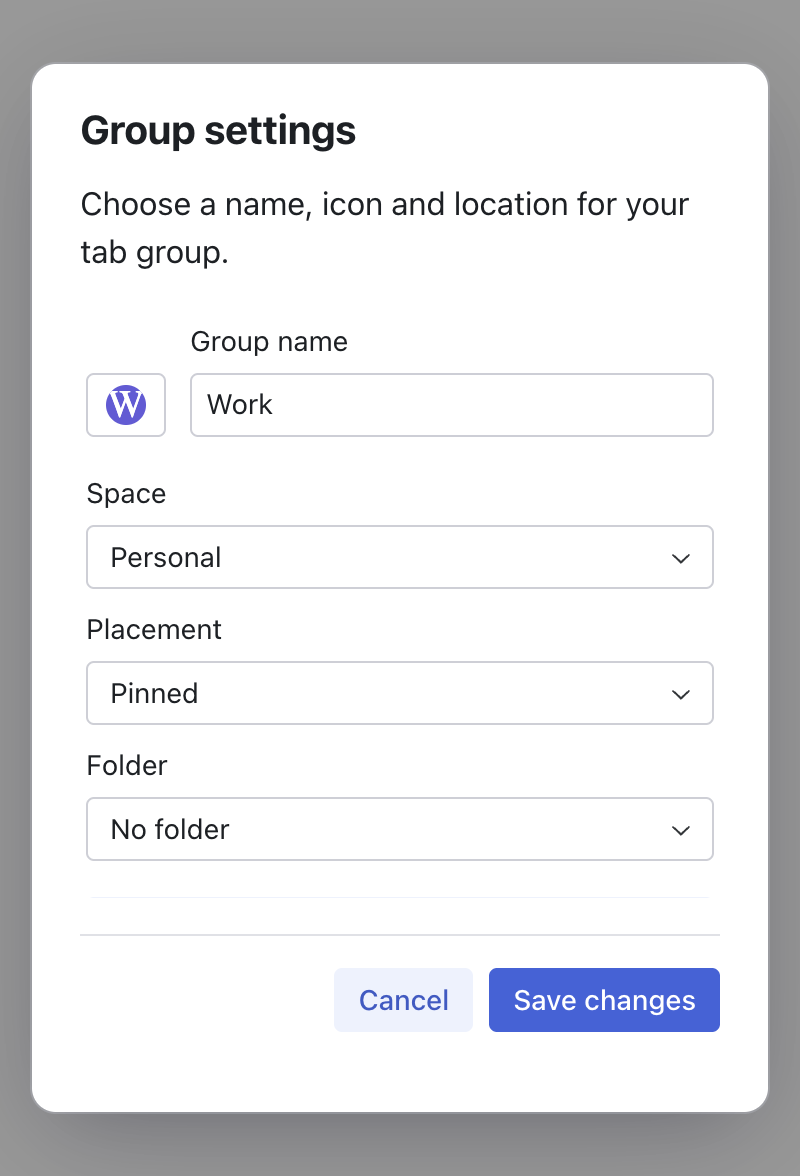 Group settings
Choose a name, icon and location for your
tab group.
Group name
W
Work
Space
Personal
Placement
Pinned
Folder
No folder
Cancel
Save changes